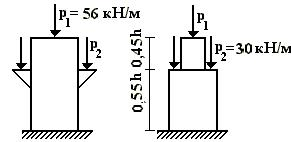 p₁= 56 кН/м
p₂
p₁
p₂=30 кН/м
0,55h 0,45h